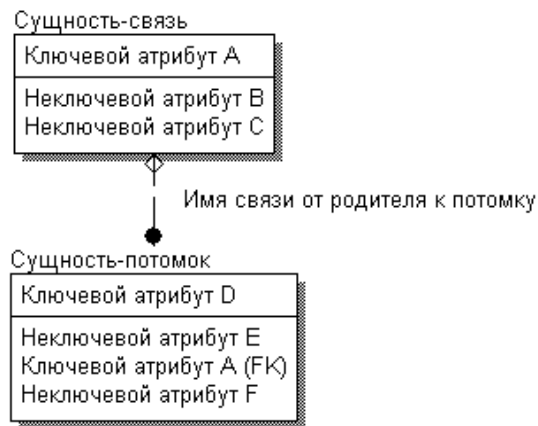 Сущность-связь
Ключевой атрибут A
Неключевой атрибут B
Неключевой атрибут C
Имя связи от родителя к потомку
Сущность-потомок
Ключевой атрибут D
Неключевой атрибут E
Ключевой атрибут A (FK)
Неключевой атрибут F